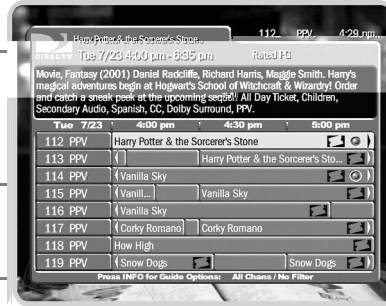 112 PPV 4:29 pm
Harry Potter & the Sorcerer's Stone
DIRECTV Tue 7/23 4:00 pm - 6:35 pm Rated PG
Movie, Fantasy (2001) Daniel Radcliffe, Richard Harris, Maggie Smith. Harry's
magical adventures begin at Hogwart's School of Witchcraft & Wizardry! Order
and catch a sneak peek at the upcoming All Day Ticket, Children,
Secondary Audio, Spanish, CC, Dolby Surround, PPV.
Tue 7/23 4:00 pm 4:30 pm 5:00 pm
112 PPV Harry Potter & the Sorcerer's Stone
113 PPV Harry Potter & the Sorcerer's Sto...
114 PPV Vanilla Sky
115 PPV Vanill... Vanilla Sky
116 PPV Vanilla Sky
117 PPV Corky Romano Corky Romano
118 PPV How High
119 PPV Snow Dogs Snow Dogs
Press INFO for Guide Options: All Chans / No Filter